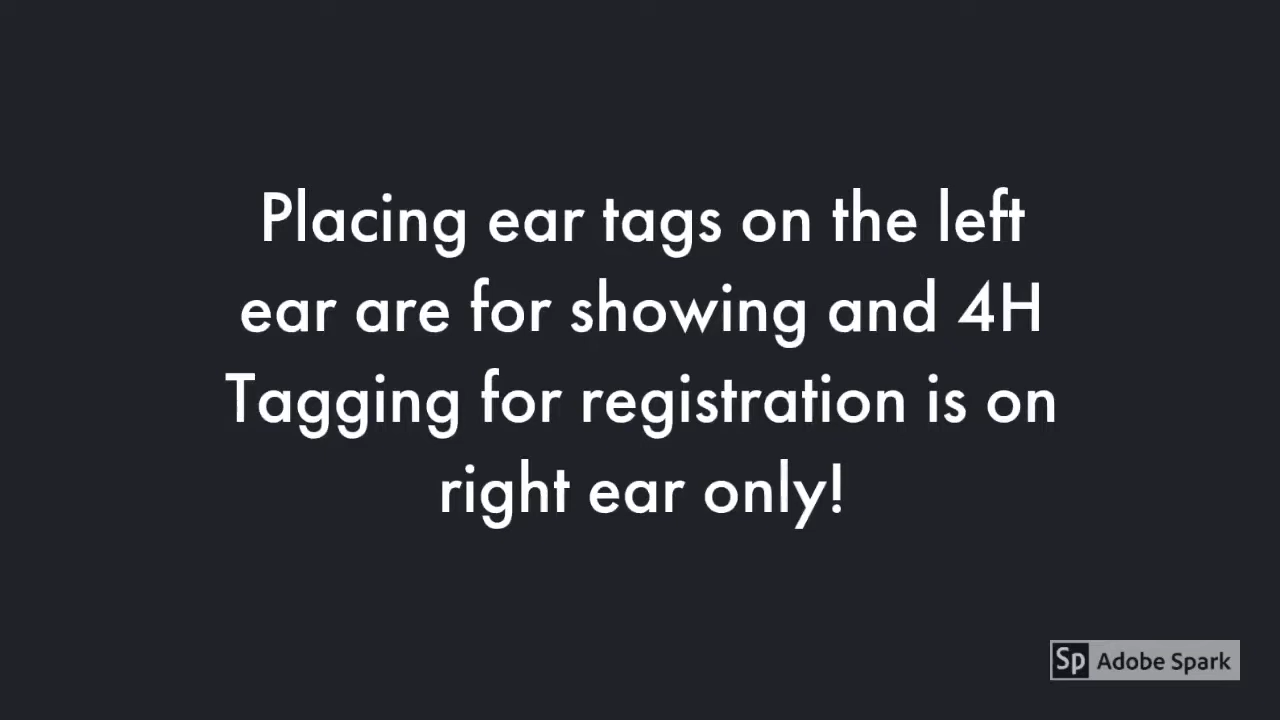 Placing ear tags on the left
ear are for showing and 4H
Tagging for registration is on
right ear only!
Sp Adobe Spark